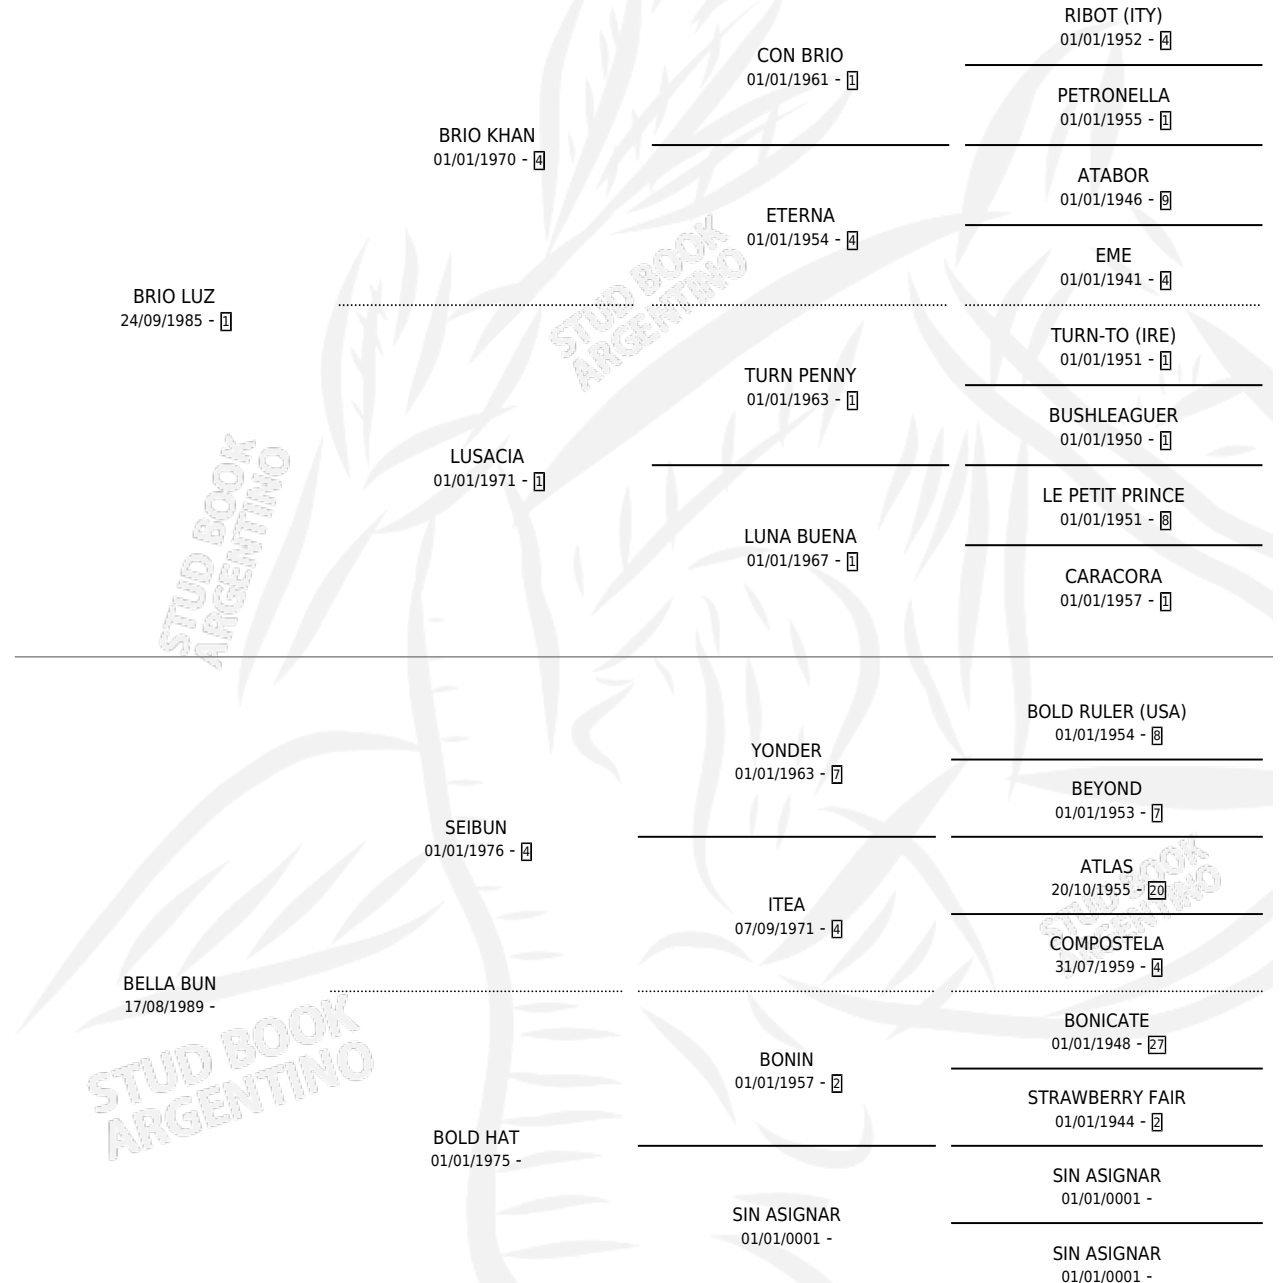 RIBOT (ITY)
01/01/1952 - 4
CON BRIO
01/01/1961 - 1
PETRONELLA
01/01/1955 - 1
BRIO KHAN
01/01/1970 - 4
ATABOR
01/01/1946 - 9
ETERNA
01/01/1954 - 4
EME
01/01/1941 - 4
BRIO LUZ
24/09/1985 - 1
STUD BOOK
ARGENTINO
TURN-TO (IRE)
01/01/1951 - 1
TURN PENNY
01/01/1963 - 1
BUSHLEAGUER
01/01/1950 - 1
LUSACIA
01/01/1971 - 1
LE PETIT PRINCE
01/01/1951 - 8
LUNA BUENA
01/01/1967 - 1
CARACORA
01/01/1957 - 1
STUD BOOK
ARGENTINO
BOLD RULER (USA)
01/01/1954 - 8
YONDER
01/01/1963 - 7
BEYOND
01/01/1953 - 7
SEIBUN
01/01/1976 - 4
ATLAS
20/10/1955 - 20
ITEA
07/09/1971 - 4
STUD BOOK
ARGENTINO
COMPOSTELA
31/07/1959 - 4
BELLA BUN
17/08/1989 -
BONICATE
01/01/1948 - 27
BONIN
01/01/1957 - 2
STRAWBERRY FAIR
01/01/1944 - 2
STUD BOOK
ARGENTINO
BOLD HAT
01/01/1975 -
SIN ASIGNAR
01/01/0001 -
SIN ASIGNAR
01/01/0001 -
SIN ASIGNAR
01/01/0001 -